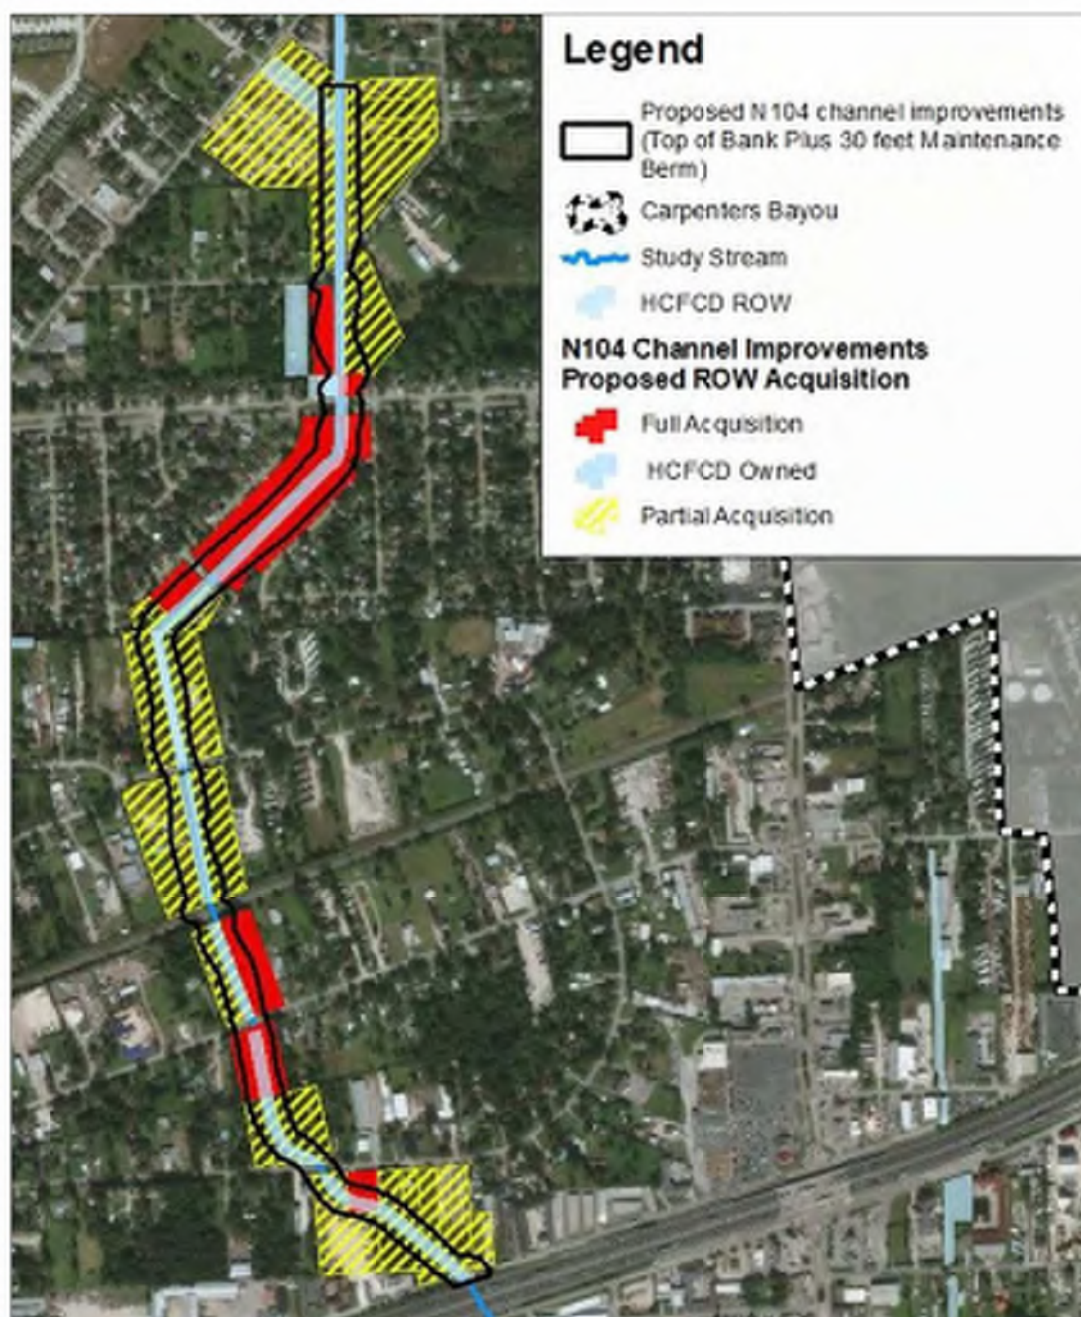 Legend
Proposed N104 channel improvements
(Top of Bank Plus 30 feet Maintenance
Berm)
Carpenters Bayou
Study Stream
HCFCD ROW
N104 Channel Improvements
Proposed ROW Acquisition
Full Acquisition
HCFCD Owned
Partial Acquisition